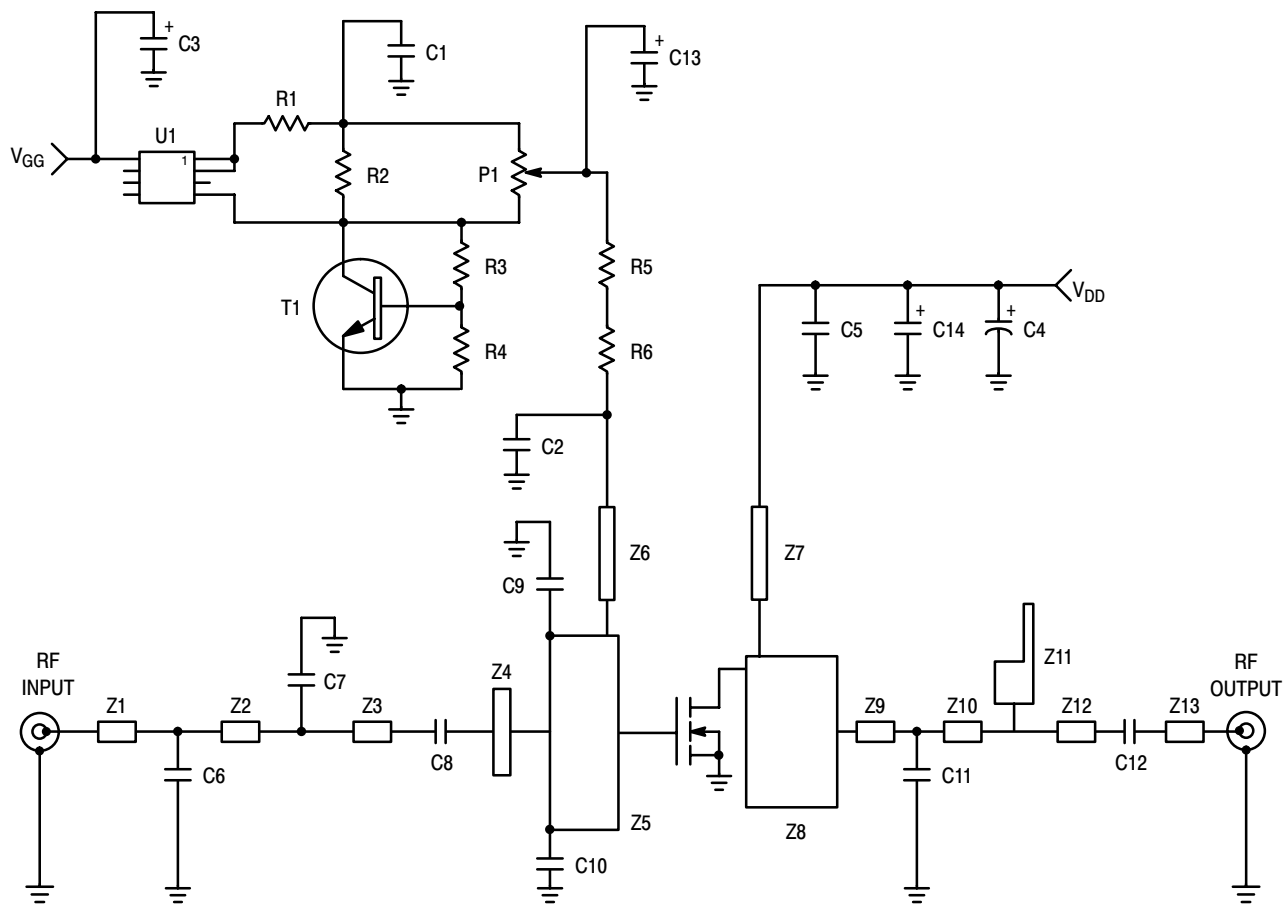 C3
C1
C13
R1
U1
1
VGG
R2
P1
R3
R5
T1
VDD
C5
C14
C4
R4
R6
C2
Z6
Z7
C9
RF
INPUT
Z1
Z2
C7
Z3
Z4
C8
C6
Z5
C10
Z8
Z9
Z10
Z11
Z12
Z13
RF
OUTPUT
C11
C12
+
+
+
+